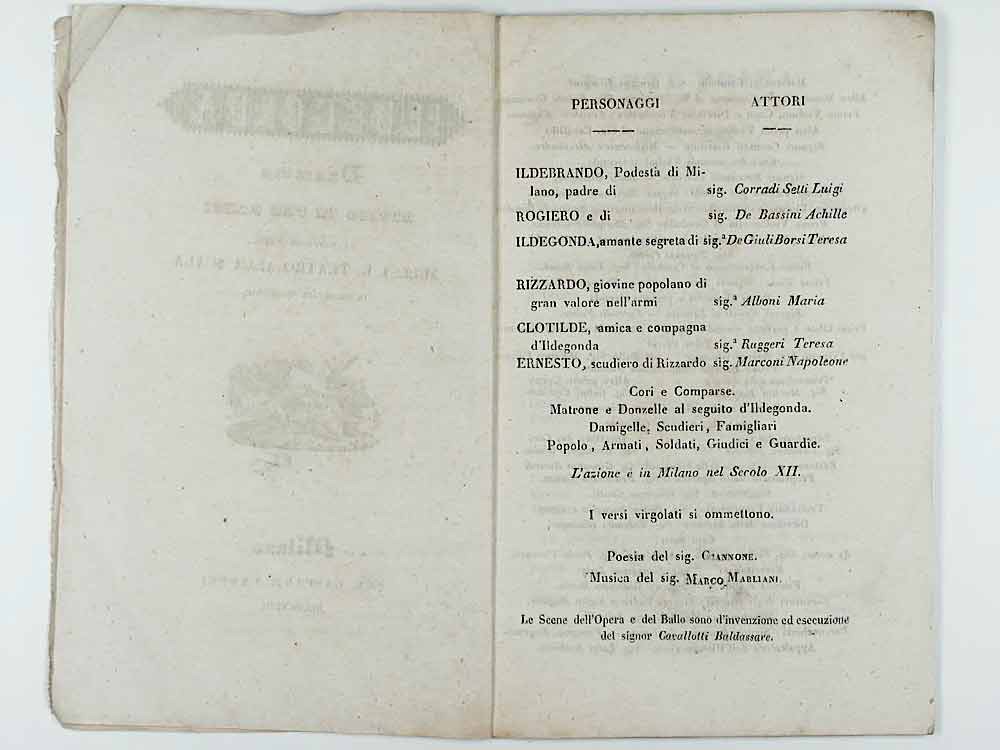 PERSONAGGI ATTORI
ILDEBRANDO, Podestà di Mi-
lano, padre di sig. Corradi Setti Luigi
ROGIERO e di sig. De Bassini Achille
ILDEGONDA, amante segreta di sig.ª De Giuli Borsi Teresa
RIZZARDO, giovine popolano di
gran valore nell'armi sig.ª Alboni Maria
CLOTILDE, amica e compagna
d'Ildegonda sig.ª Ruggeri Teresa
ERNESTO, scudiero di Rizzardo sig. Marconi Napoleone
Cori e Comparse.
Matrone e Donzelle al seguito d'Ildegonda.
Damigelle, Scudieri, Famigliari
Popolo, Armati, Soldati, Giudici e Guardie.
L'azione è in Milano nel Secolo XII.
I versi virgolati si ommettono.
Poesia del sig. GIANNONE.
Musica del sig. MARCO MARLIANI.
Le Scene dell'Opera e del Ballo sono d'invenzione ed esecuzione
del signor Cavallotti Baldassare.